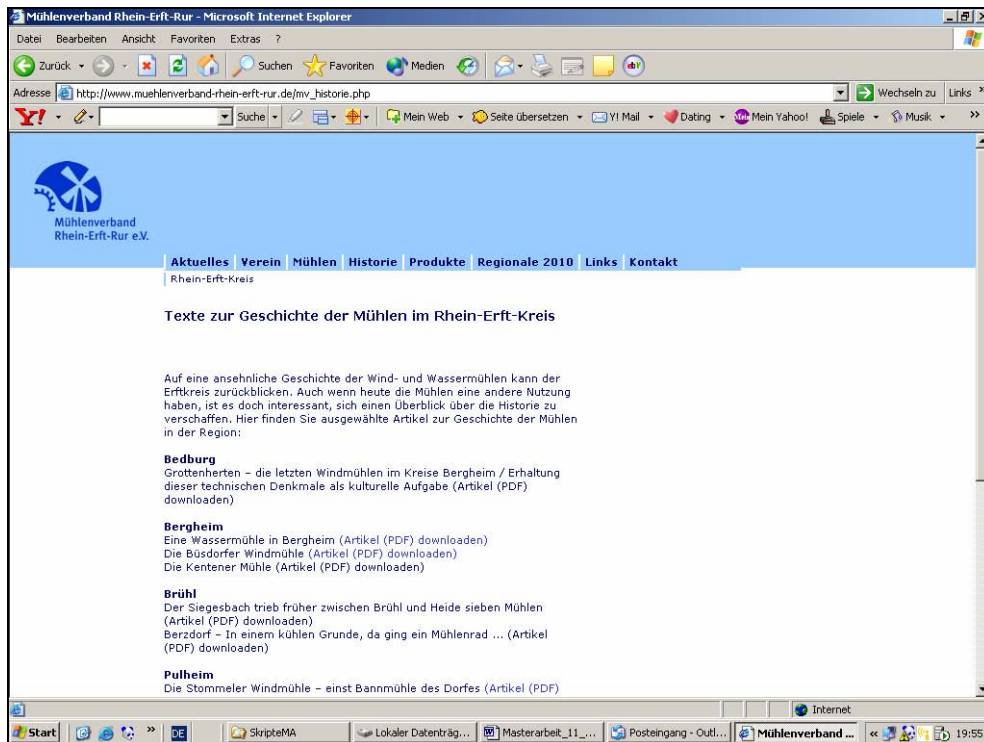 Mühlenverband Rhein-Erft-Rur - Microsoft Internet Explorer
Datei Bearbeiten Ansicht Favoriten Extras ?
Zurück Suchen Favoriten Medien
Adresse http://www.muehlenverband-rhein-erft-rur.de/mv_historie.php Wechseln zu Links »
Y! Suche Mein Web Seite übersetzen Y! Mail Dating Mein Yahoo! Spiele Musik »
Mühlenverband
Rhein-Erft-Rur e.V.
Aktuelles Verein Mühlen Historie Produkte Regionale 2010 Links Kontakt
Rhein-Erft-Kreis
Texte zur Geschichte der Mühlen im Rhein-Erft-Kreis
Auf eine ansehnliche Geschichte der Wind- und Wassermühlen kann der
Erftkreis zurückblicken. Auch wenn heute die Mühlen eine andere Nutzung
haben, ist es doch interessant, sich einen Überblick über die Historie zu
verschaffen. Hier finden Sie ausgewählte Artikel zur Geschichte der Mühlen
in der Region:
Bedburg
Grottenherten – die letzten Windmühlen im Kreise Bergheim / Erhaltung
dieser technischen Denkmale als kulturelle Aufgabe (Artikel (PDF)
downloaden)
Bergheim
Eine Wassermühle in Bergheim (Artikel (PDF) downloaden)
Die Büsdorfer Windmühle (Artikel (PDF) downloaden)
Die Kentener Mühle (Artikel (PDF) downloaden)
Brühl
Der Siegesbach trieb früher zwischen Brühl und Heide sieben Mühlen
(Artikel (PDF) downloaden)
Berzdorf – In einem kühlen Grunde, da ging ein Mühlenrad ... (Artikel
(PDF) downloaden)
Pulheim
Die Stommeler Windmühle – einst Bannmühle des Dorfes (Artikel (PDF)
Internet
Start » DE SkripteMA Lokaler Datenträg... Masterarbeit_11_... Posteingang - Outl... Mühlenverband ... « 19:55